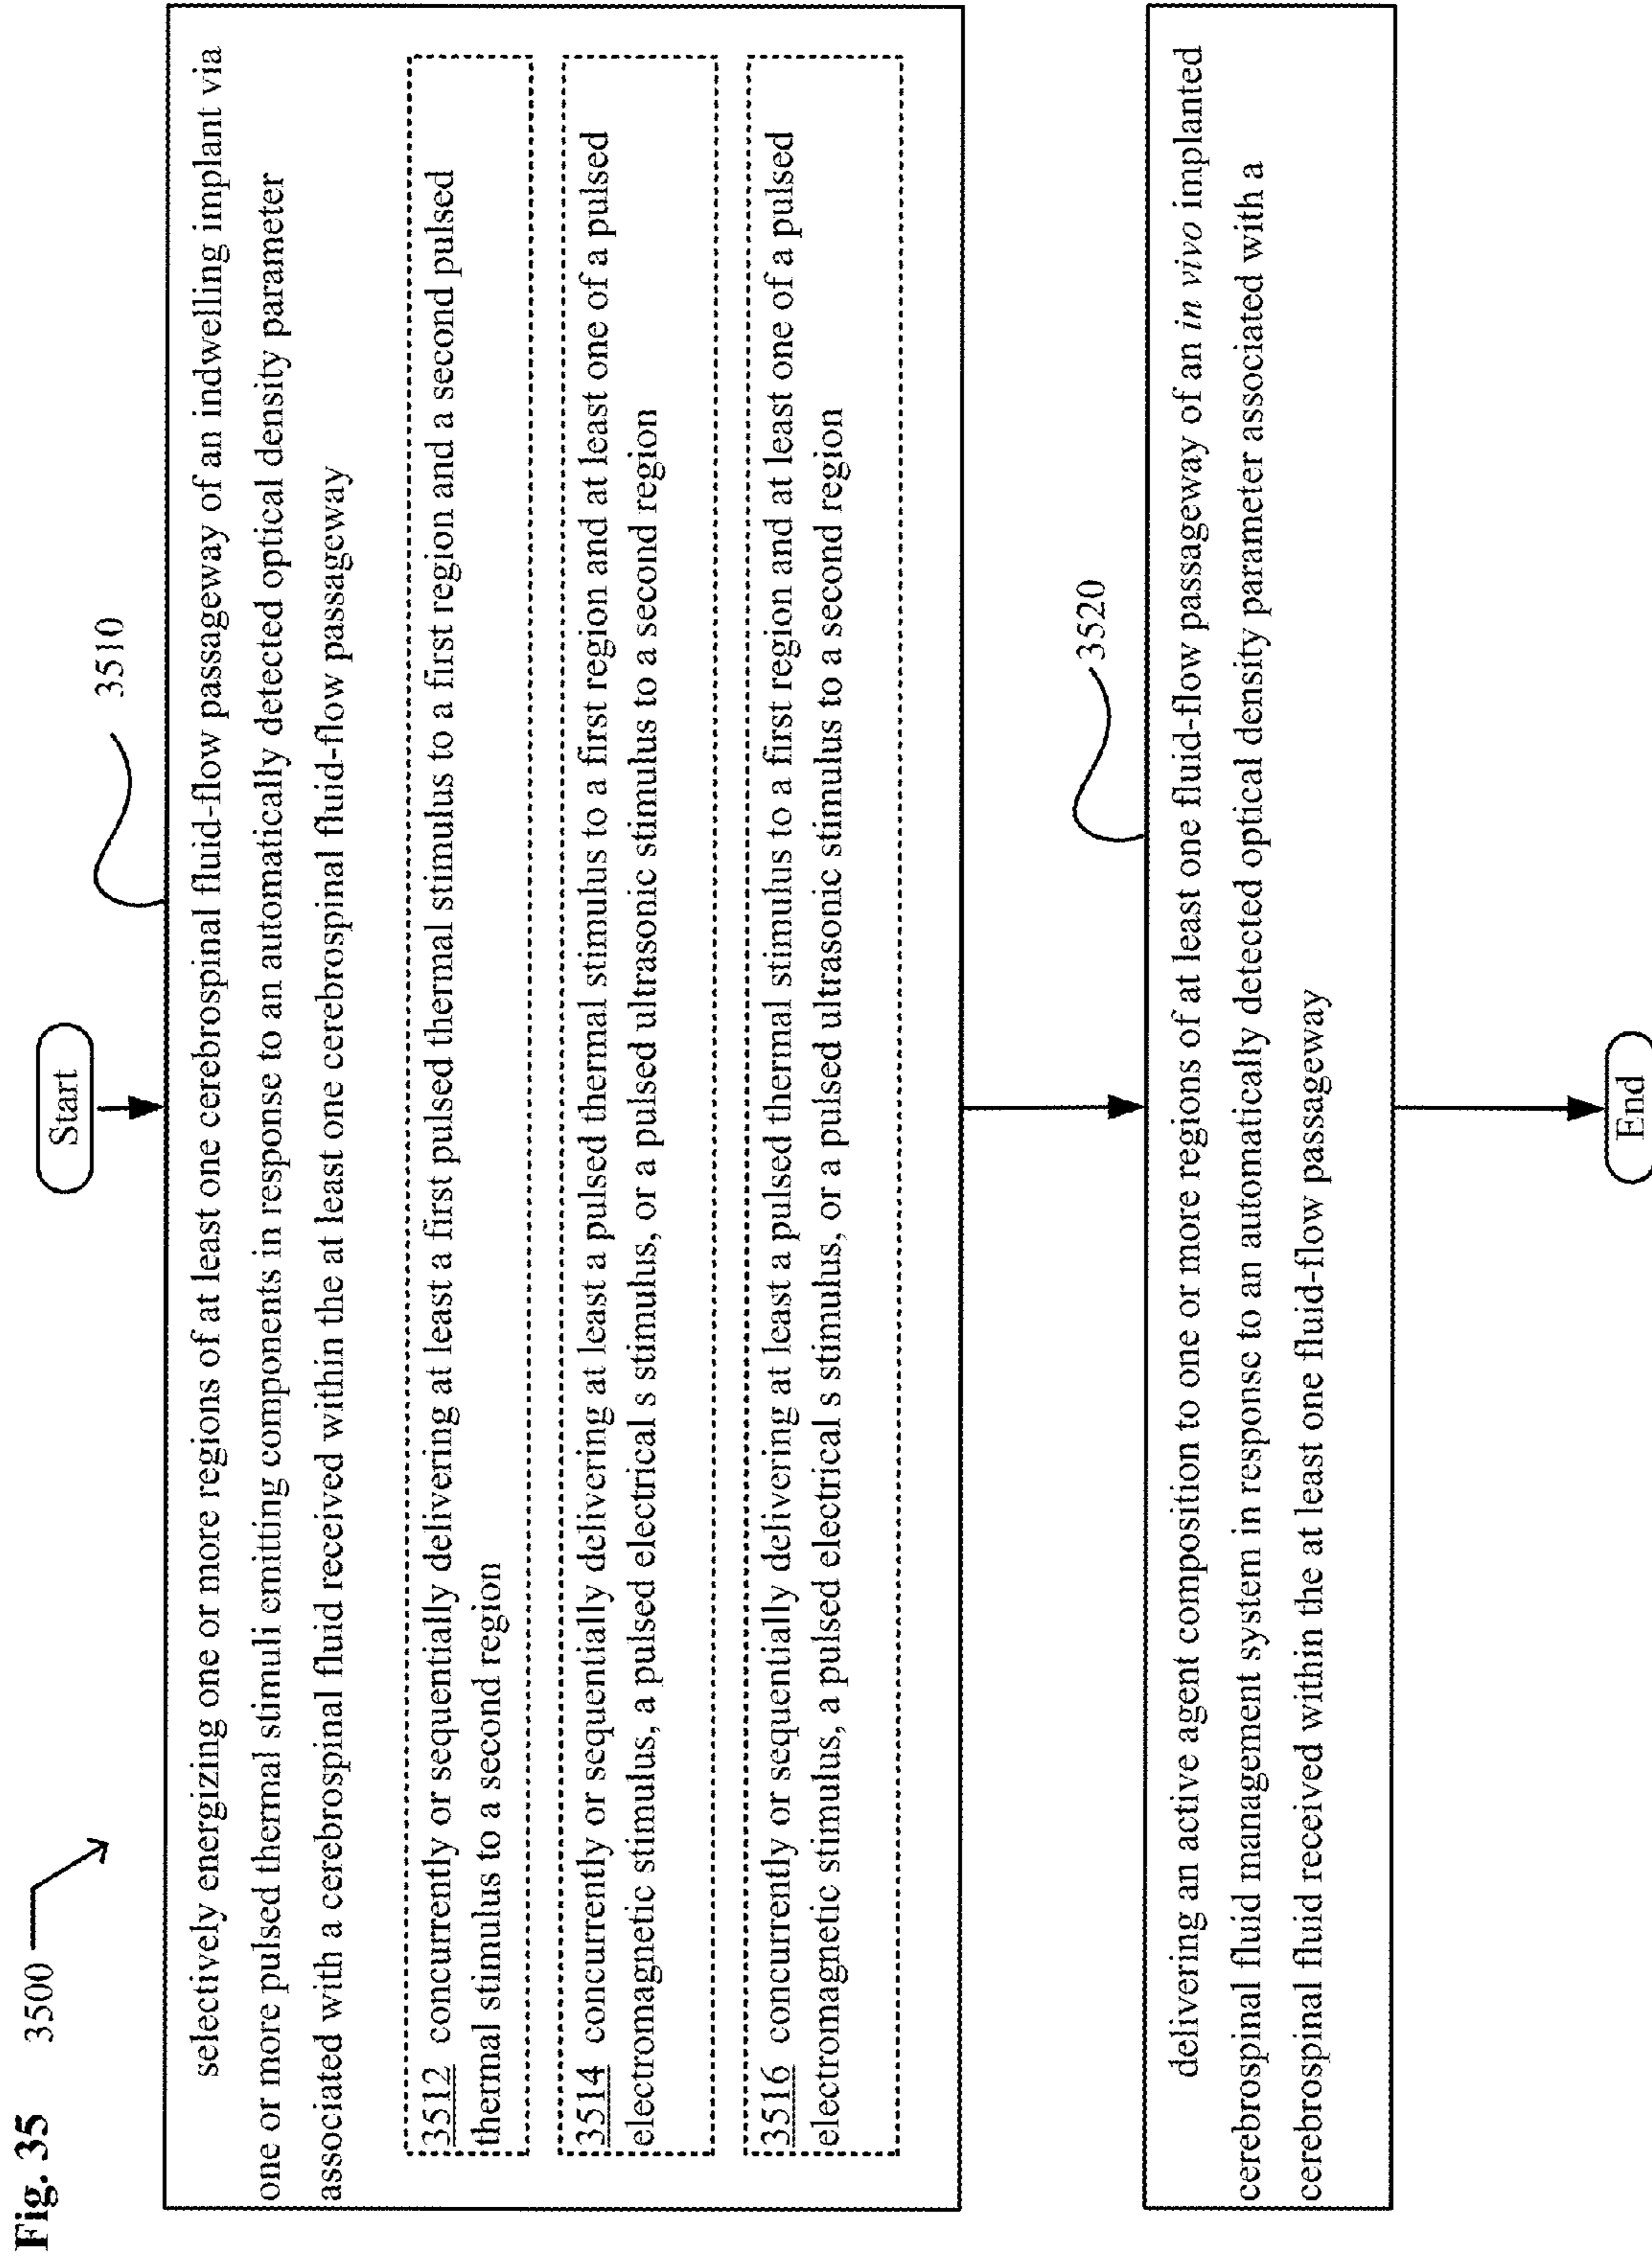 Fig. 35
3500
Start
3510
selectively energizing one or more regions of at least one cerebrospinal fluid-flow passageway of an indwelling implant via
one or more pulsed thermal stimuli emitting components in response to an automatically detected optical density parameter
associated with a cerebrospinal fluid received within the at least one cerebrospinal fluid-flow passageway
3512 concurrently or sequentially delivering at least a first pulsed thermal stimulus to a first region and a second pulsed
thermal stimulus to a second region
3514 concurrently or sequentially delivering at least a pulsed thermal stimulus to a first region and at least one of a pulsed
electromagnetic stimulus, a pulsed electrical s stimulus, or a pulsed ultrasonic stimulus to a second region
3516 concurrently or sequentially delivering at least a pulsed thermal stimulus to a first region and at least one of a pulsed
electromagnetic stimulus, a pulsed electrical s stimulus, or a pulsed ultrasonic stimulus to a second region
3520
delivering an active agent composition to one or more regions of at least one fluid-flow passageway of an in vivo implanted
cerebrospinal fluid management system in response to an automatically detected optical density parameter associated with a
cerebrospinal fluid received within the at least one fluid-flow passageway
End